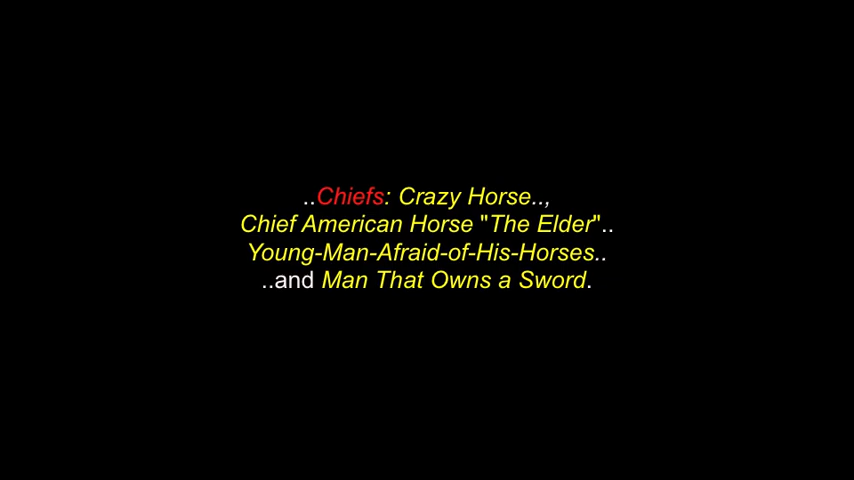 ..Chiefs: Crazy Horse..,
Chief American Horse "The Elder"..
Young-Man-Afraid-of-His-Horses..
..and Man That Owns a Sword.